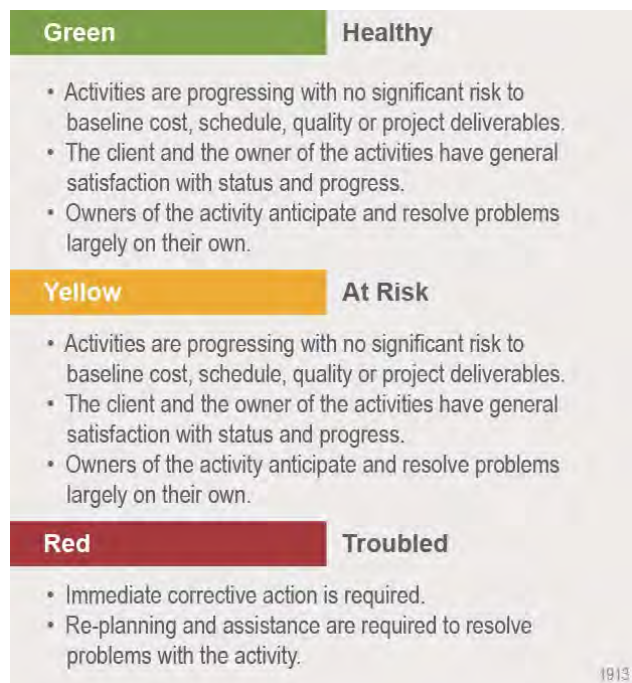 Green Healthy
• Activities are progressing with no significant risk to
baseline cost, schedule, quality or project deliverables.
• The client and the owner of the activities have general
satisfaction with status and progress.
• Owners of the activity anticipate and resolve problems
largely on their own.
Yellow At Risk
• Activities are progressing with no significant risk to
baseline cost, schedule, quality or project deliverables.
• The client and the owner of the activities have general
satisfaction with status and progress.
• Owners of the activity anticipate and resolve problems
largely on their own.
Red Troubled
• Immediate corrective action is required.
• Re-planning and assistance are required to resolve
problems with the activity.
1913